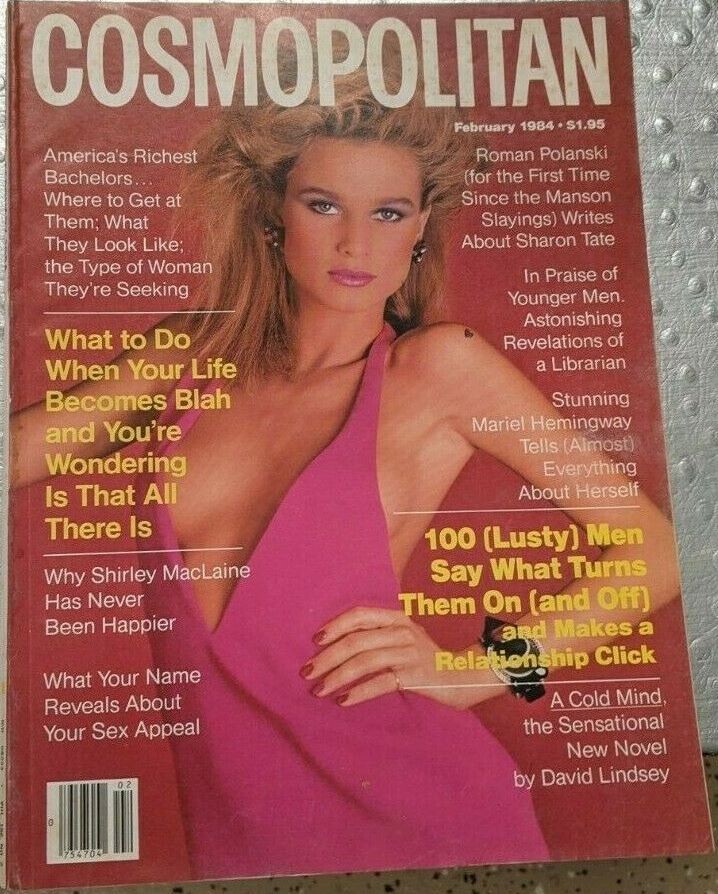 COSMOPOLITAN
February 1984 • $1.95
America's Richest
Bachelors...
Where to Get at
Them; What
They Look Like;
the Type of Woman
They're Seeking
What to Do
When Your Life
Becomes Blah
and You're
Wondering
Is That All
There Is
Why Shirley MacLaine
Has Never
Been Happier
What Your Name
Reveals About
Your Sex Appeal
Roman Polanski
(for the First Time
Since the Manson
Slayings) Writes
About Sharon Tate
In Praise of
Younger Men.
Astonishing
Revelations of
a Librarian
Stunning
Mariel Hemingway
Tells (Almost)
Everything
About Herself
100 (Lusty) Men
Say What Turns
Them On (and Off)
and Makes a
Relationship Click
A Cold Mind,
the Sensational
New Novel
by David Lindsey
02
0
754704